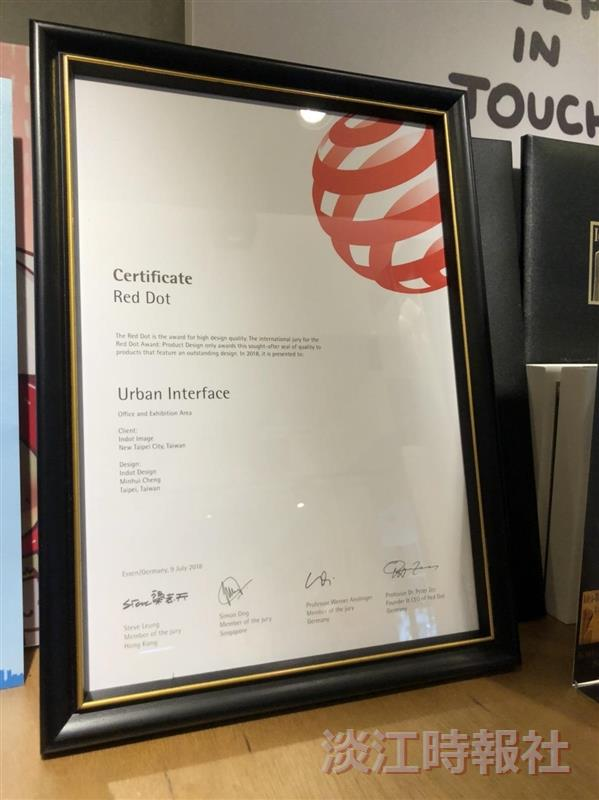 IN
TOUCH
Certificate
Red Dot
The Red Dot is the award for high design quality. The international jury for the
Red Dot Award: Product Design only awards this sought-after seal of quality to
products that feature an outstanding design. In 2018, it is presented to:
Urban Interface
Office and Exhibition Area
Client:
Indot Image
New Taipei City, Taiwan
Design:
Indot Design
Minhui Cheng
Taipei, Taiwan
Essen/Germany, 9 July 2018
Steve Leung
Member of the jury
Hong Kong
Simon Ong
Member of the jury
Singapore
Professor Werner Aisslinger
Member of the jury
Germany
Professor Dr. Peter Zec
Founder & CEO of Red Dot
Germany
淡江時報社